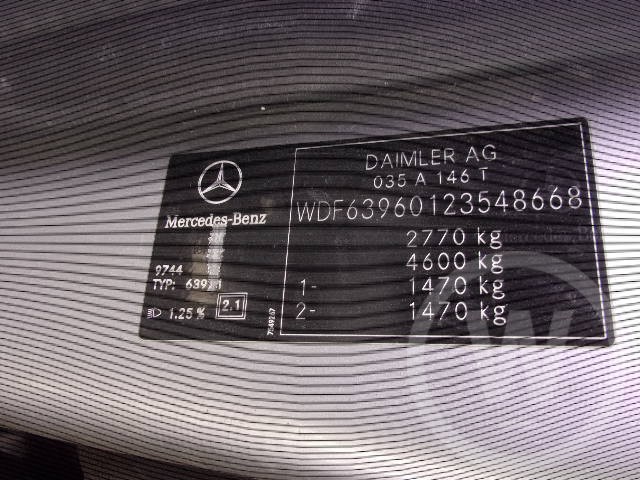 Mercedes-Benz
9744
TYP:
1.25 %
2.1
DAIMLER AG
035 A 146 T
WDF63960123548668
2770 kg
4600 kg
1- 1470 kg
2- 1470 kg